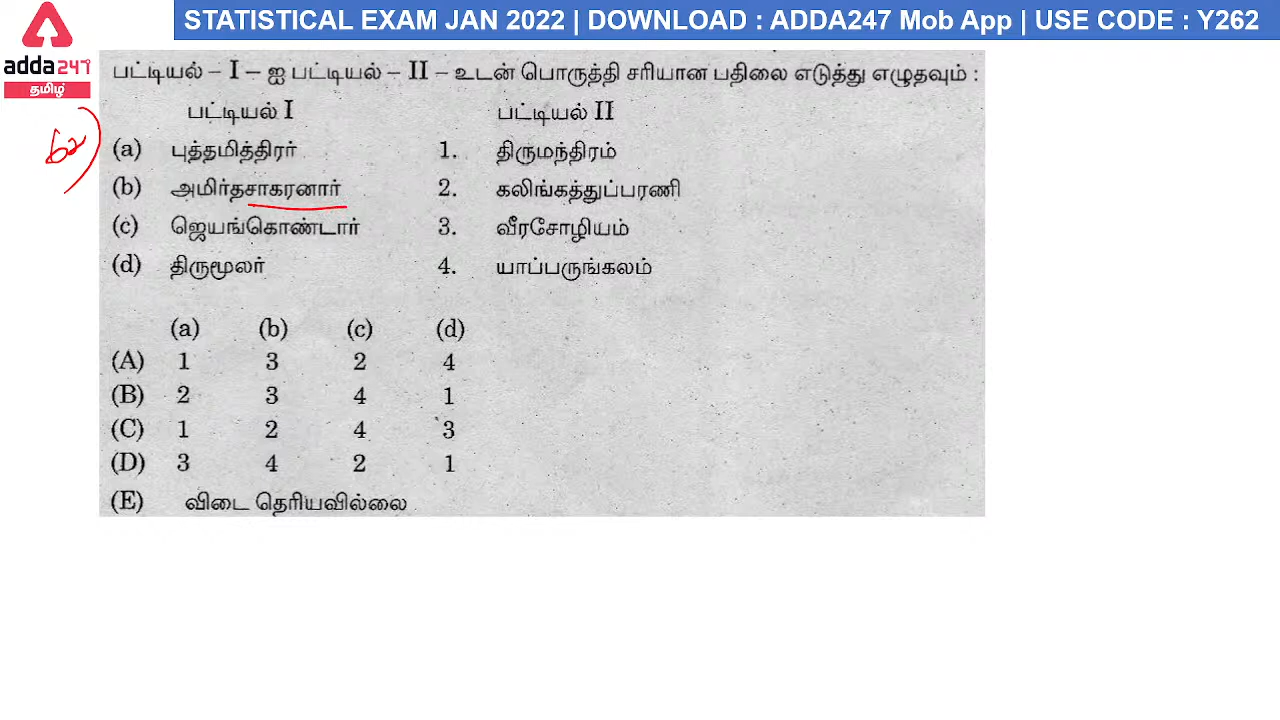 STATISTICAL EXAM JAN 2022 | DOWNLOAD : ADDA247 Mob App | USE CODE : Y262
adda247
தமிழ்
62)
பட்டியல் – I – ஐ பட்டியல் – II – உடன் பொருத்தி சரியான பதிலை எடுத்து எழுதவும் :
பட்டியல் I பட்டியல் II
(a) புத்தமித்திரர் 1. திருமந்திரம்
(b) அமிர்தசாகரனார் 2. கலிங்கத்துப்பரணி
(c) ஜெயங்கொண்டார் 3. வீரசோழியம்
(d) திருமூலர் 4. யாப்பருங்கலம்
(a) (b) (c) (d)
(A) 1 3 2 4
(B) 2 3 4 1
(C) 1 2 4 3
(D) 3 4 2 1
(E) விடை தெரியவில்லை